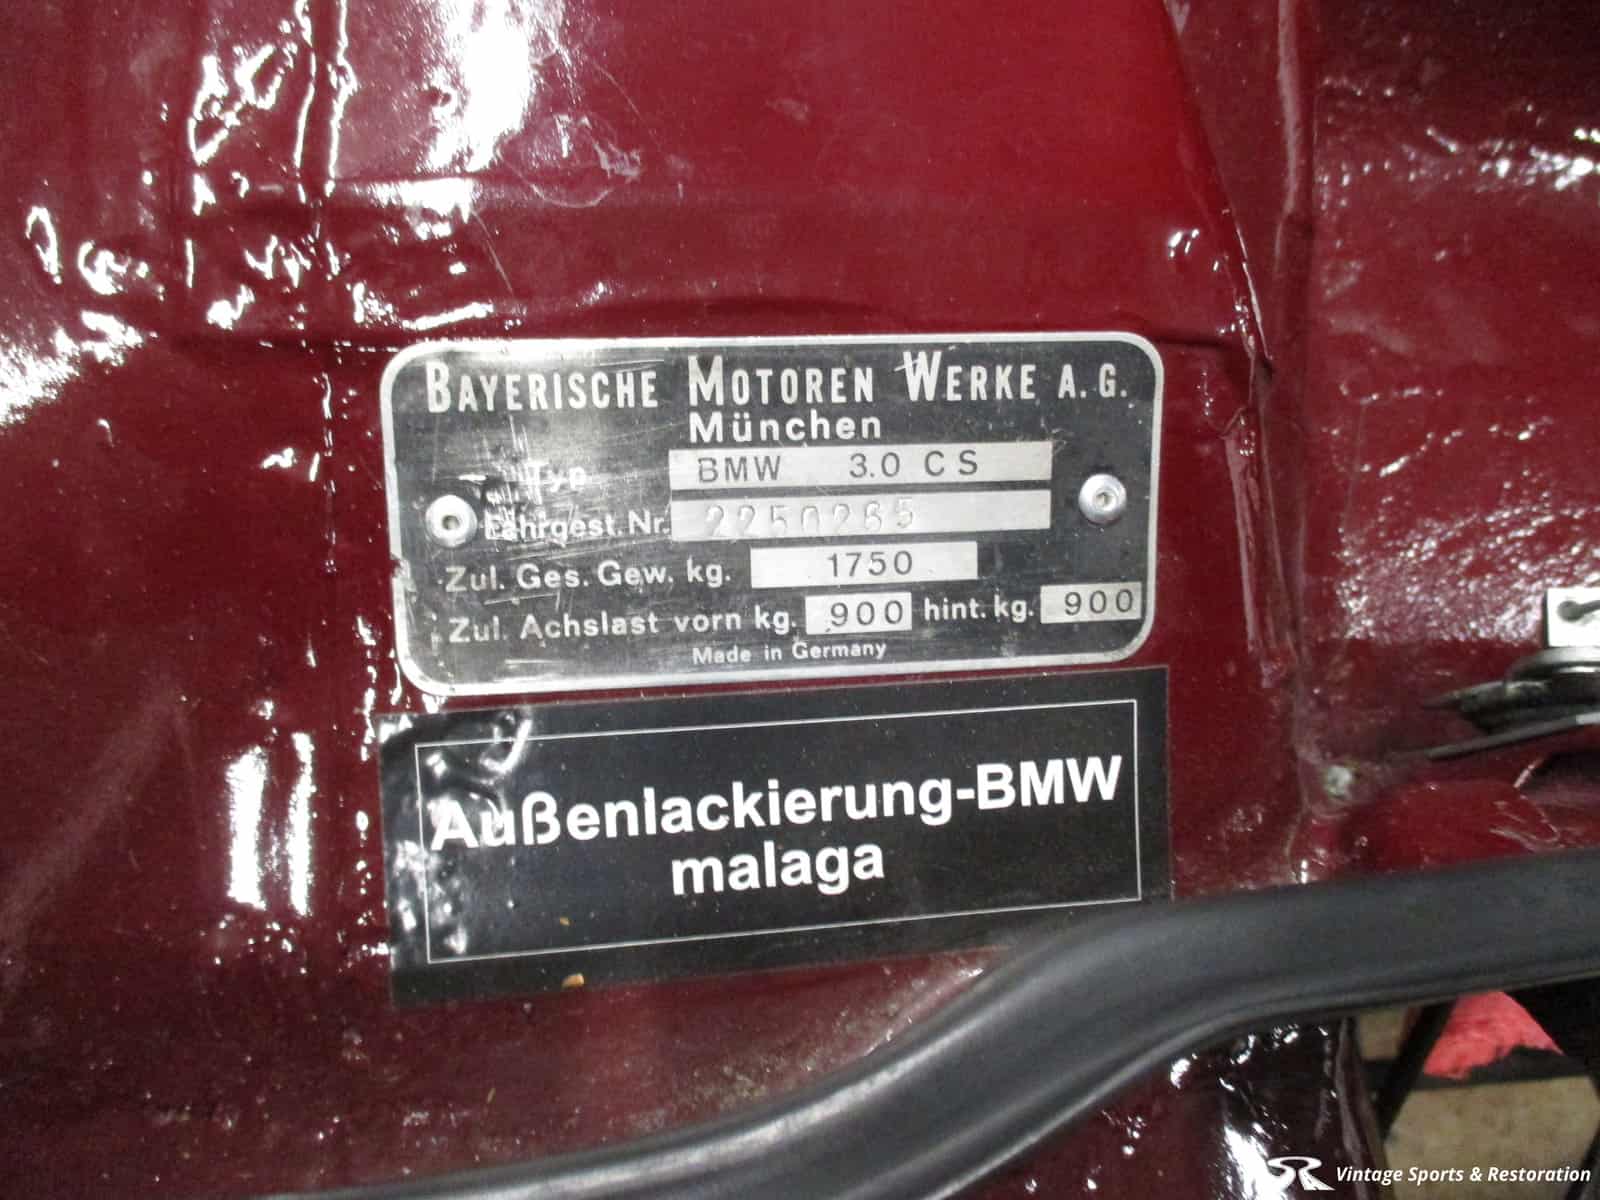 BAYERISCHE MOTOREN WERKE A.G.
München
Typ BMW 3.0 CS
Fahrgest. Nr. 2250265
Zul. Ges. Gew. kg. 1750
Zul. Achslast vorn kg. 900 hint. kg. 900
Made in Germany
Außenlackierung-BMW
malaga
SR Vintage Sports & Restoration